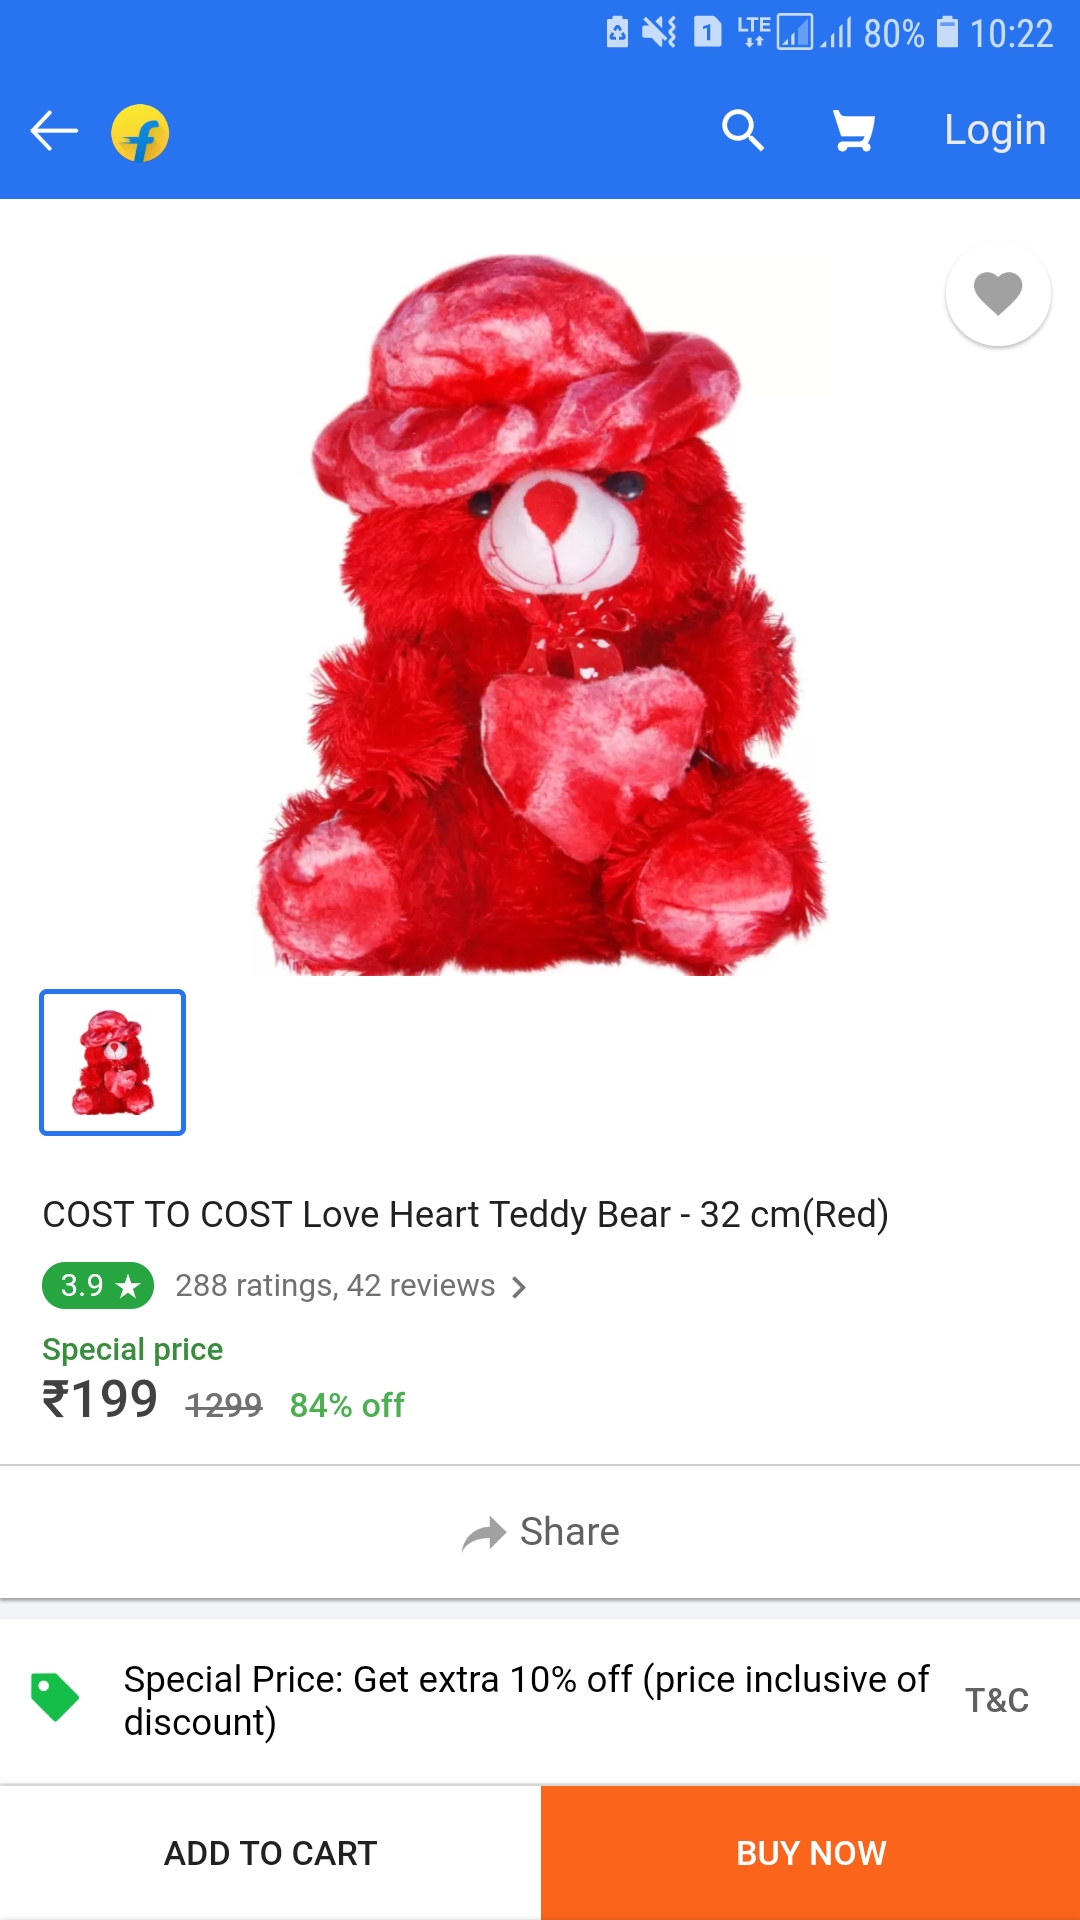 1 LTE 80% 10:22
f Login
COST TO COST Love Heart Teddy Bear - 32 cm(Red)
3.9 ★ 288 ratings, 42 reviews >
Special price
₹199 1299 84% off
Share
Special Price: Get extra 10% off (price inclusive of
discount)
T&C
ADD TO CART BUY NOW